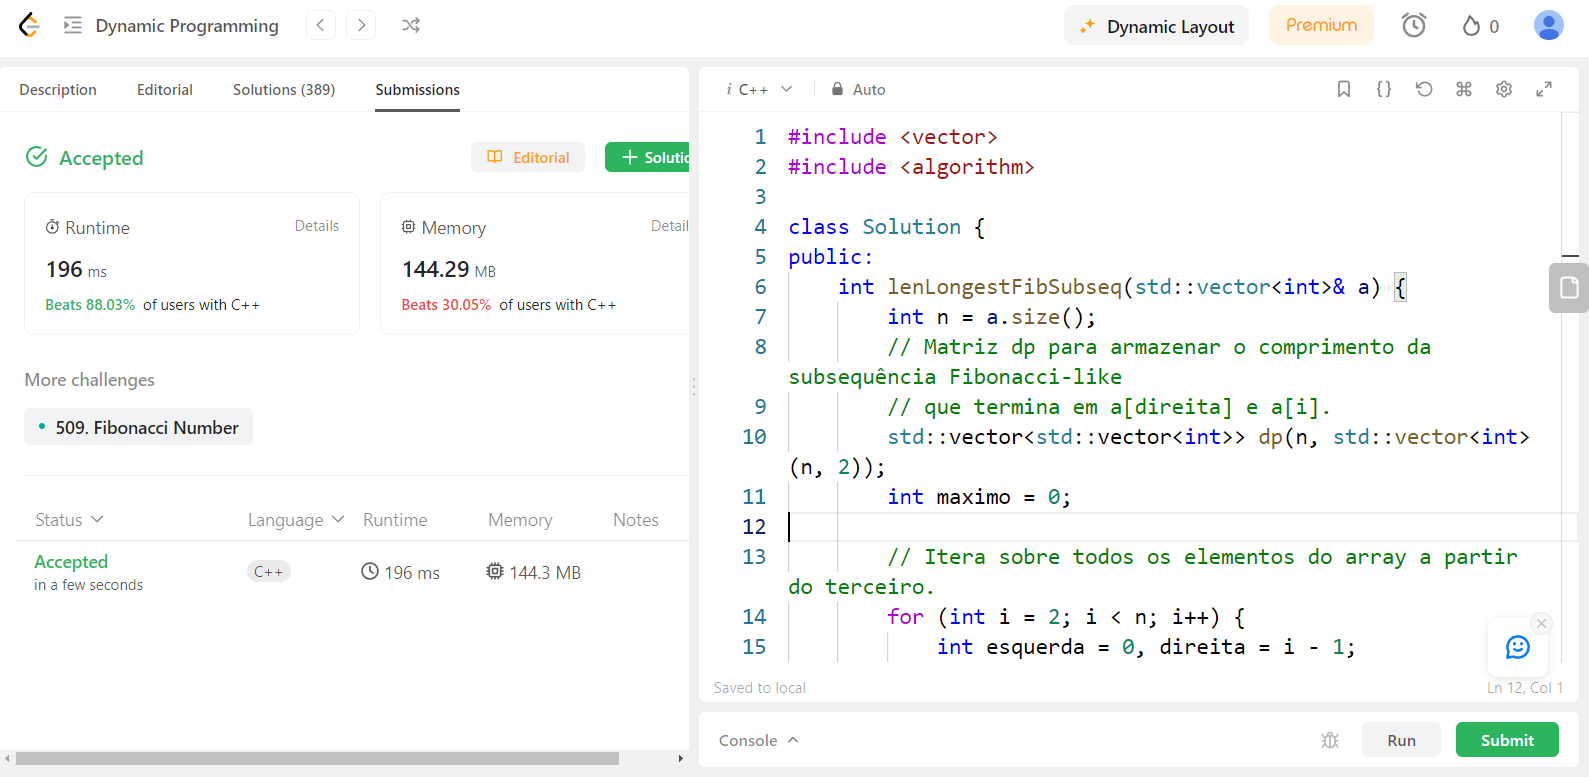 Dynamic Programming
Dynamic Layout
Premium
0
Description Editorial Solutions (389) Submissions
Accepted
Editorial
Runtime Details
196 ms
Beats 88.03% of users with C++
Memory
144.29 MB
Beats 30.05% of users with C++
More challenges
509. Fibonacci Number
Status Language Runtime Memory Notes
Accepted C++ 196 ms 144.3 MB
in a few seconds
i C++ Auto
1 #include <vector>
2 #include <algorithm>
3
4 class Solution {
5 public:
6 int lenLongestFibSubseq(std::vector<int>& a) {
7 int n = a.size();
8 // Matriz dp para armazenar o comprimento da
subsequência Fibonacci-like
9 // que termina em a[direita] e a[i].
10 std::vector<std::vector<int>> dp(n, std::vector<int>
(n, 2));
11 int maximo = 0;
12
13 // Itera sobre todos os elementos do array a partir
do terceiro.
14 for (int i = 2; i < n; i++) {
15 int esquerda = 0, direita = i - 1;
Saved to local Ln 12, Col 1
Console Run Submit